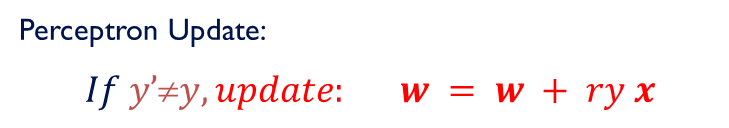 Perceptron Update:
If y’≠y, update: w = w + ry x